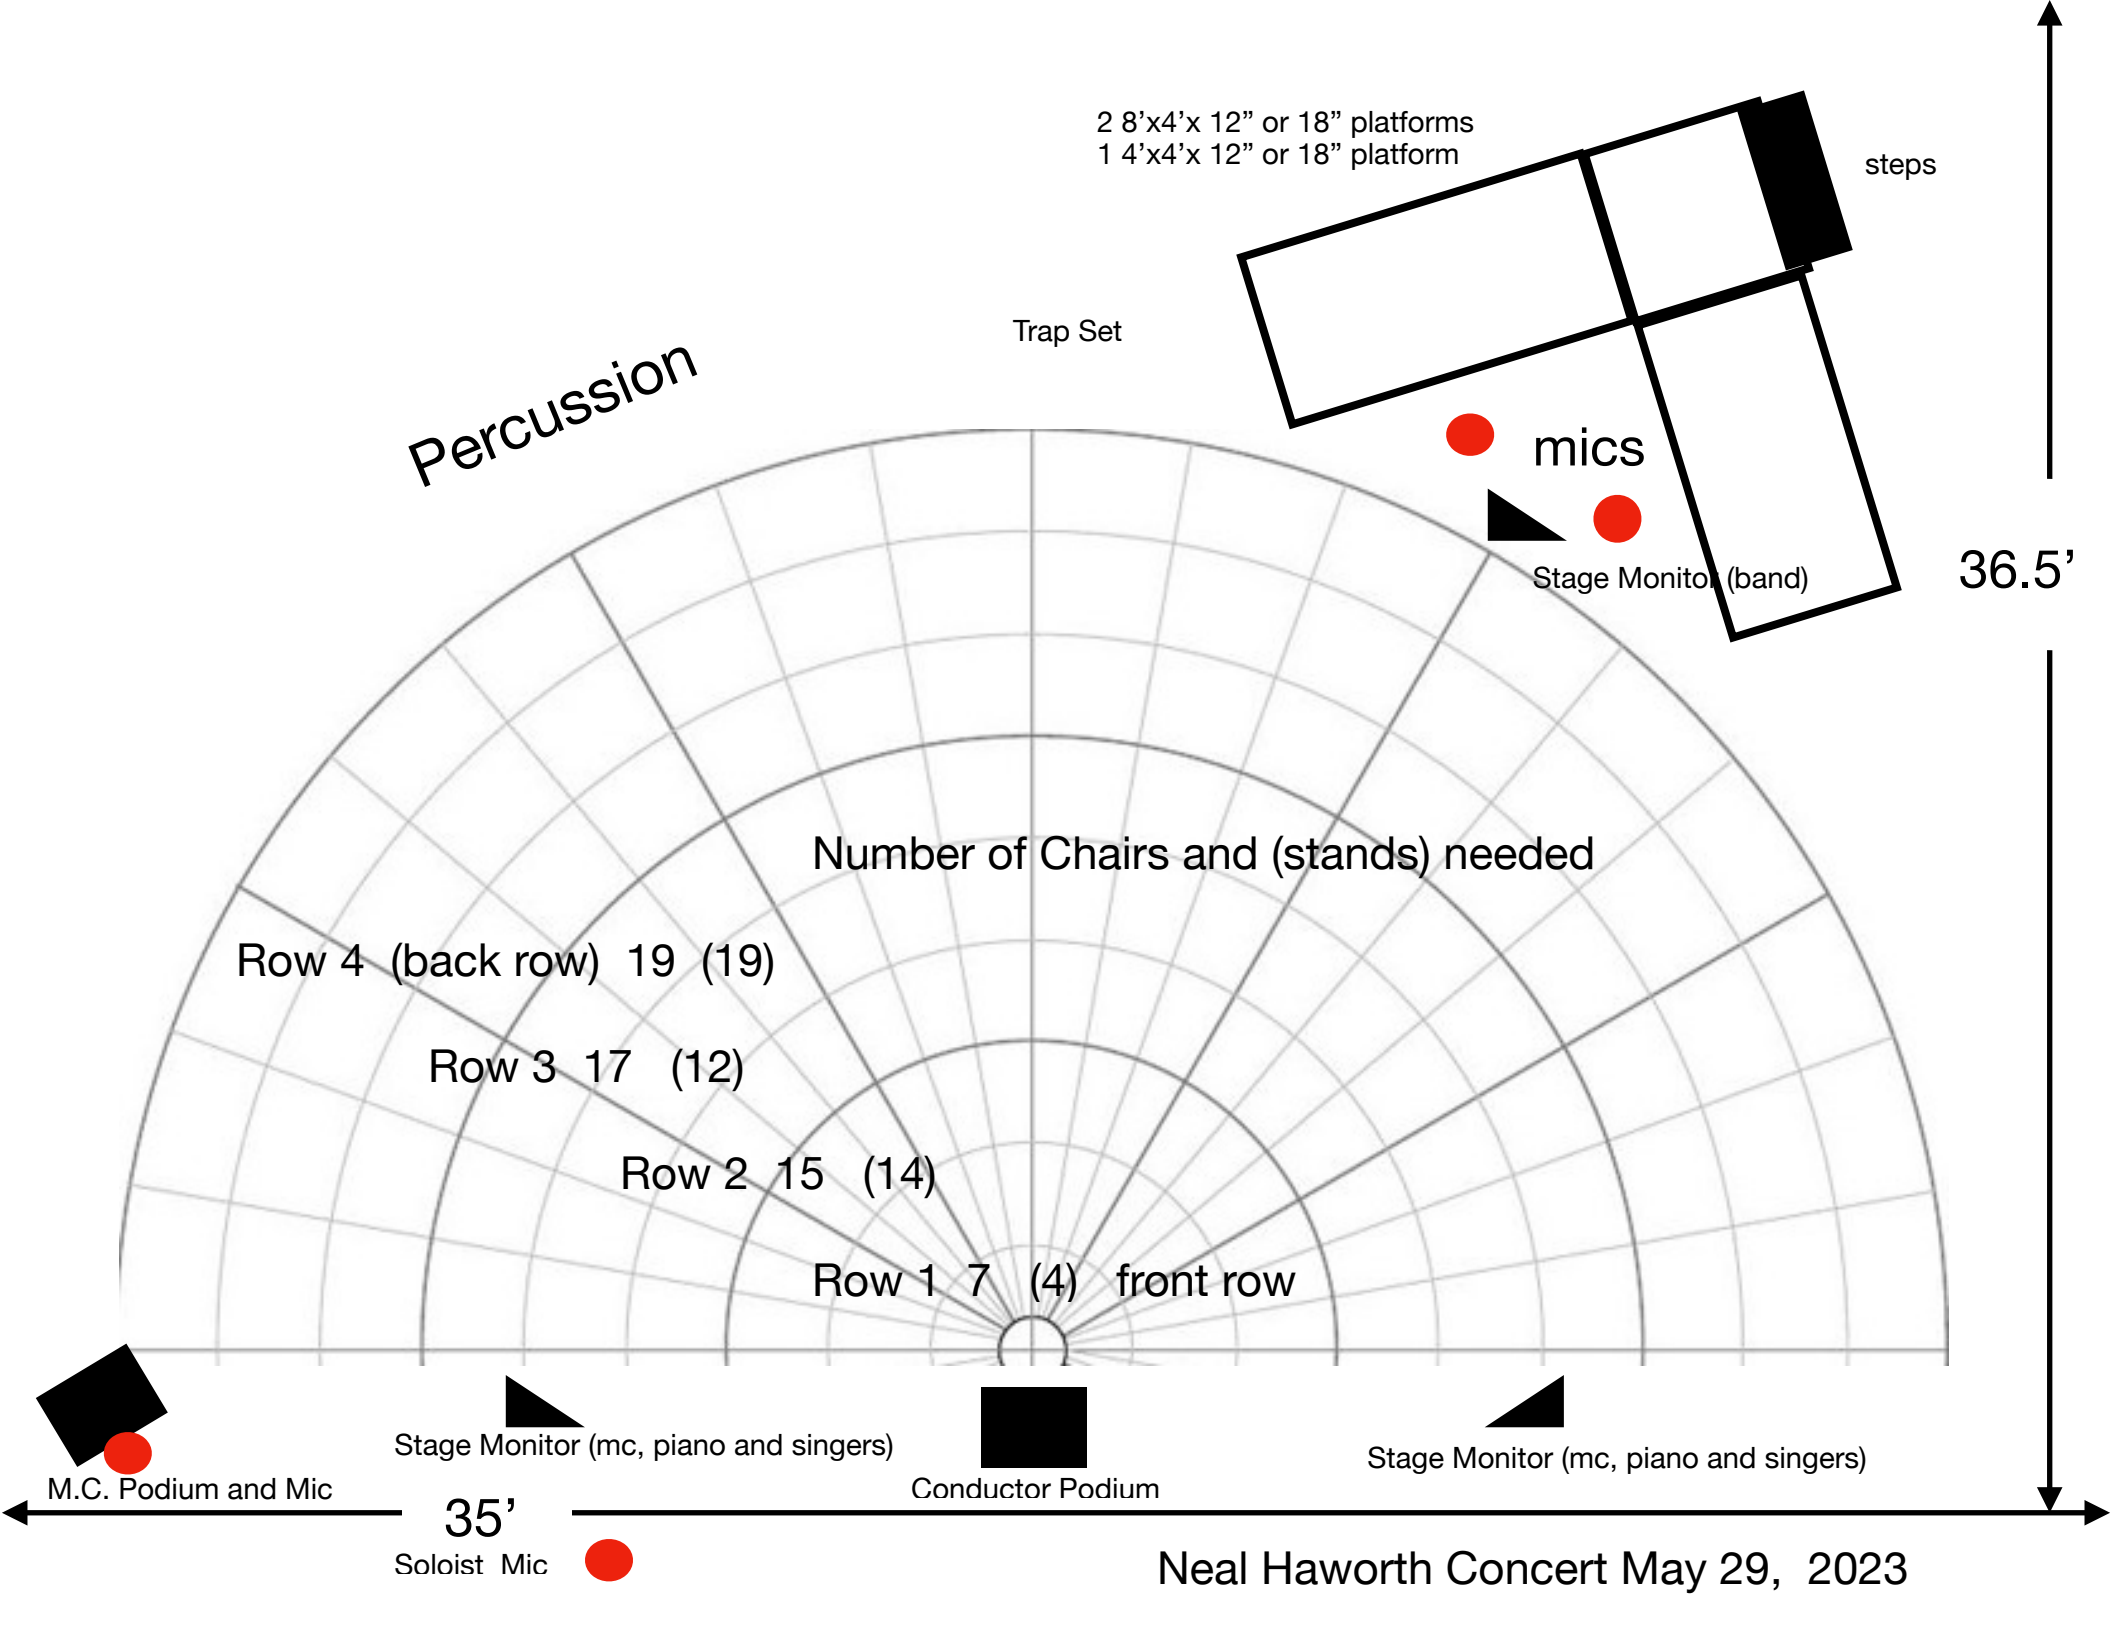 2 8’x4’x 12” or 18” platforms
1 4’x4’x 12” or 18” platform
steps
Trap Set
Percussion
mics
Stage Monitor (band)
36.5’
Number of Chairs and (stands) needed
Row 4  (back row)  19  (19)
Row 3  17   (12)
Row 2  15   (14)
Row 1  7   (4)   front row
Stage Monitor (mc, piano and singers)
Stage Monitor (mc, piano and singers)
M.C. Podium and Mic
Conductor Podium
35’
Soloist  Mic
Neal Haworth Concert May 29,  2023